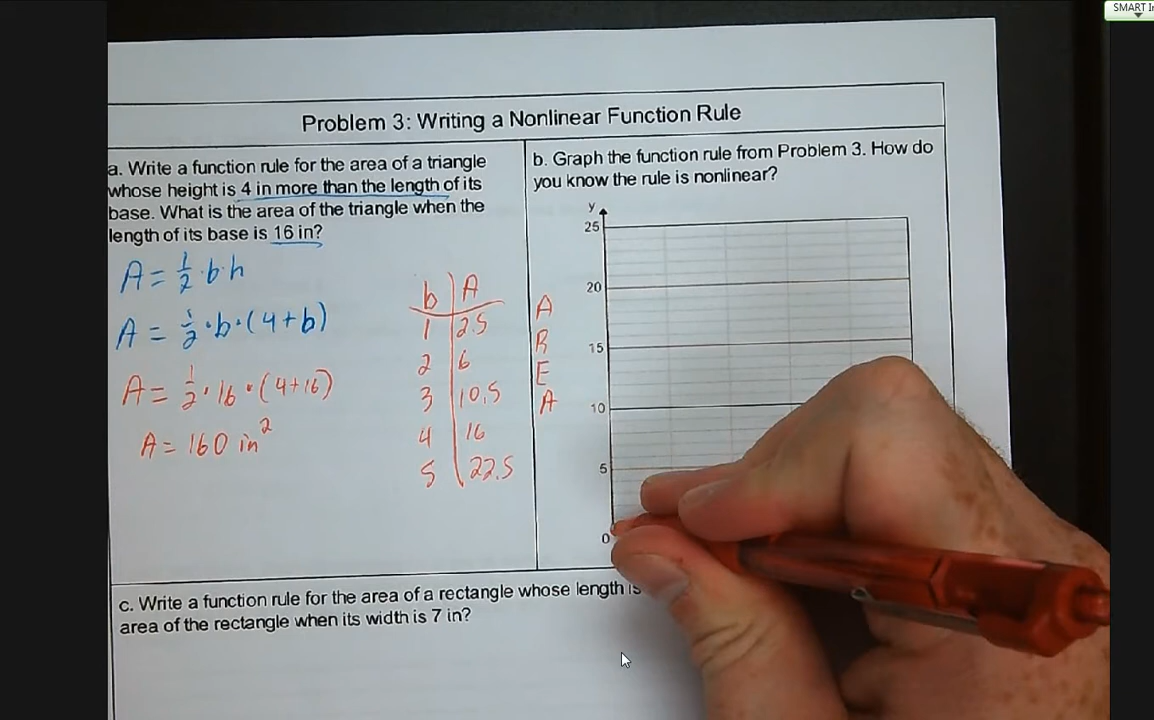 SMART
Problem 3: Writing a Nonlinear Function Rule
a. Write a function rule for the area of a triangle
whose height is 4 in more than the length of its
base. What is the area of the triangle when the
length of its base is 16 in?
A = 1/2 · b · h
A = 1/2 · b · (4 + b)
A = 1/2 · 16 · (4 + 16)
A = 160 in²
b | A
1 | 2.5
2 | 6
3 | 10.5
4 | 16
5 | 22.5
b. Graph the function rule from Problem 3. How do
you know the rule is nonlinear?
A
R
E
A
y
25
20
15
10
5
0
c. Write a function rule for the area of a rectangle whose length is
area of the rectangle when its width is 7 in?